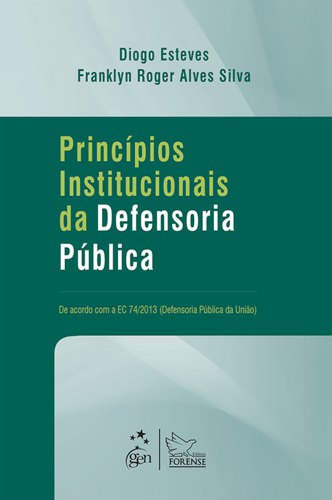 Diogo Esteves
Franklyn Roger Alves Silva
Princípios
Institucionais
da Defensoria
Pública
De acordo com a EC 74/2013 (Defensoria Pública da União)
gen
Editora
FORENSE